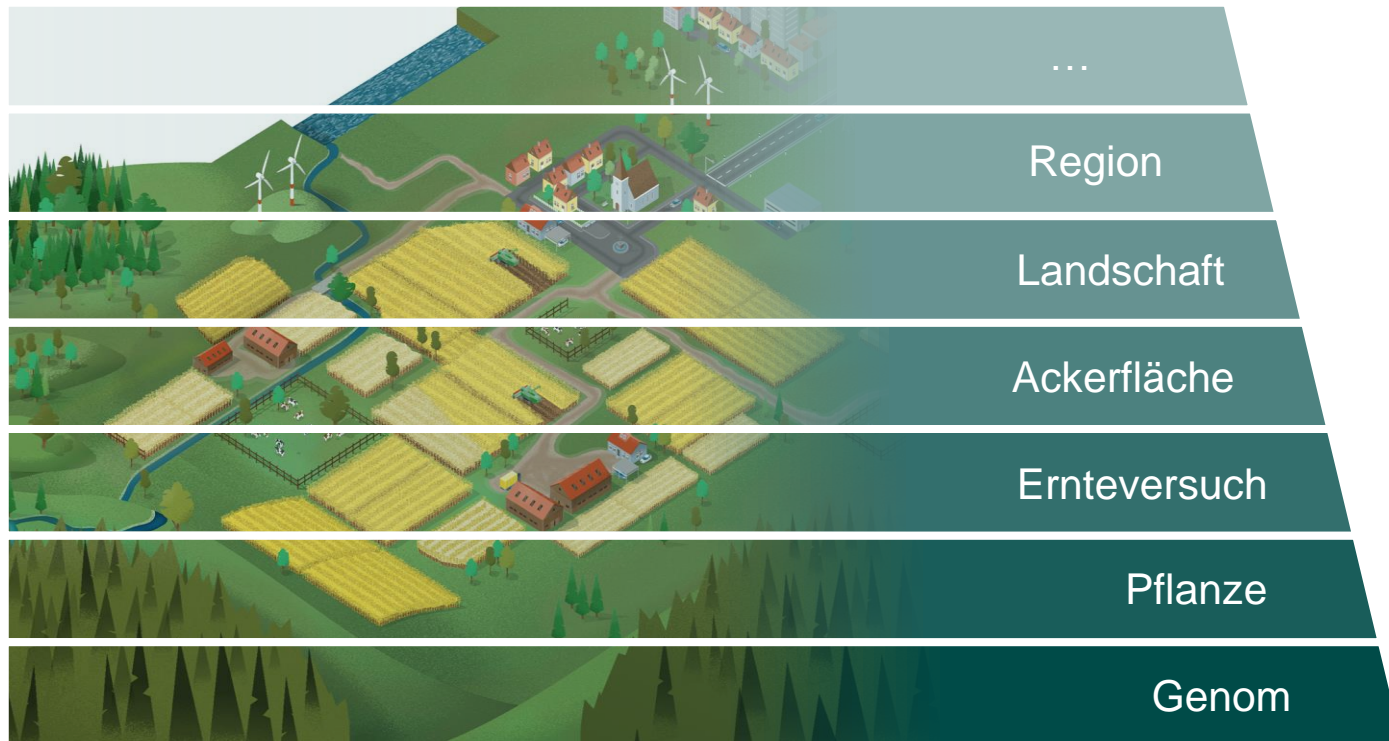 …
Region
Landschaft
Ackerfläche
Ernteversuch
Pflanze
Genom